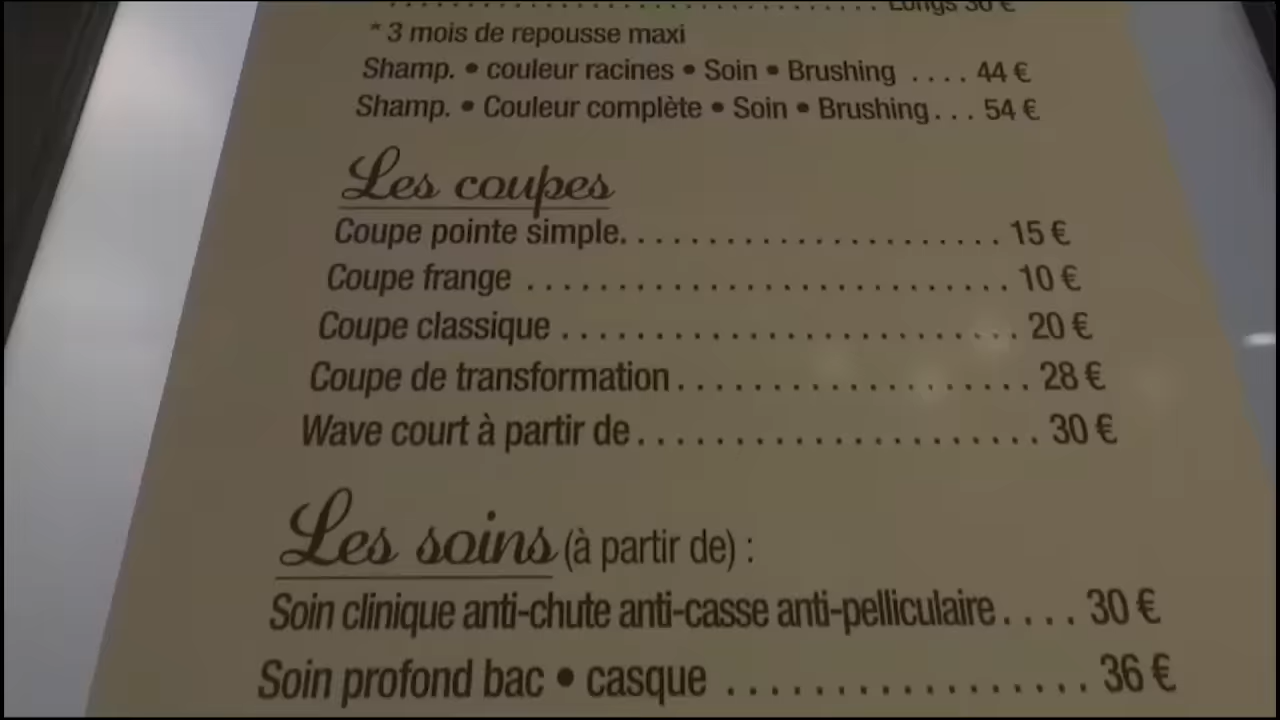 Longs 30 €
* 3 mois de repousse maxi
Shamp. • couleur racines • Soin • Brushing .... 44 €
Shamp. • Couleur complète • Soin • Brushing... 54 €
Les coupes
Coupe pointe simple...................... 15 €
Coupe frange ........................... 10 €
Coupe classique ......................... 20 €
Coupe de transformation.................... 28 €
Wave court à partir de...................... 30 €
Les soins (à partir de) :
Soin clinique anti-chute anti-casse anti-pelliculaire.... 30 €
Soin profond bac • casque ................. 36 €